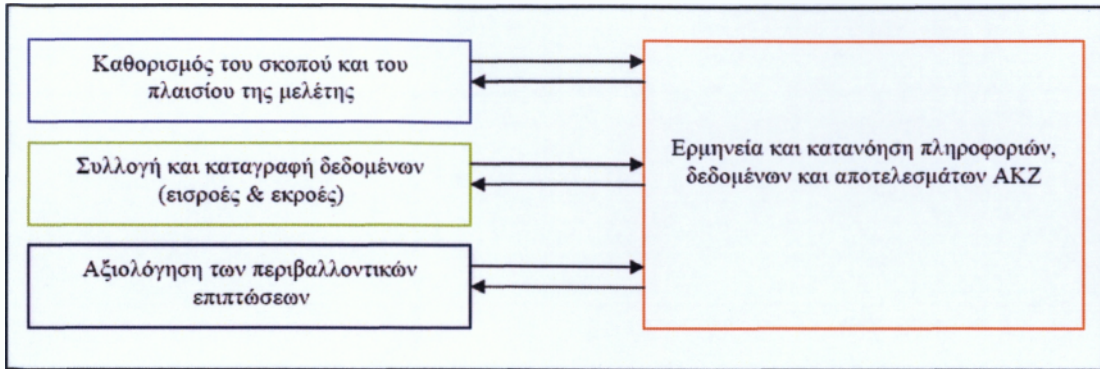 Καθορισμός του σκοπού και του
πλαισίου της μελέτης
Συλλογή και καταγραφή δεδομένων
(εισροές & εκροές)
Αξιολόγηση των περιβαλλοντικών
επιπτώσεων
Ερμηνεία και κατανόηση πληροφοριών,
δεδομένων και αποτελεσμάτων ΑΚΖ